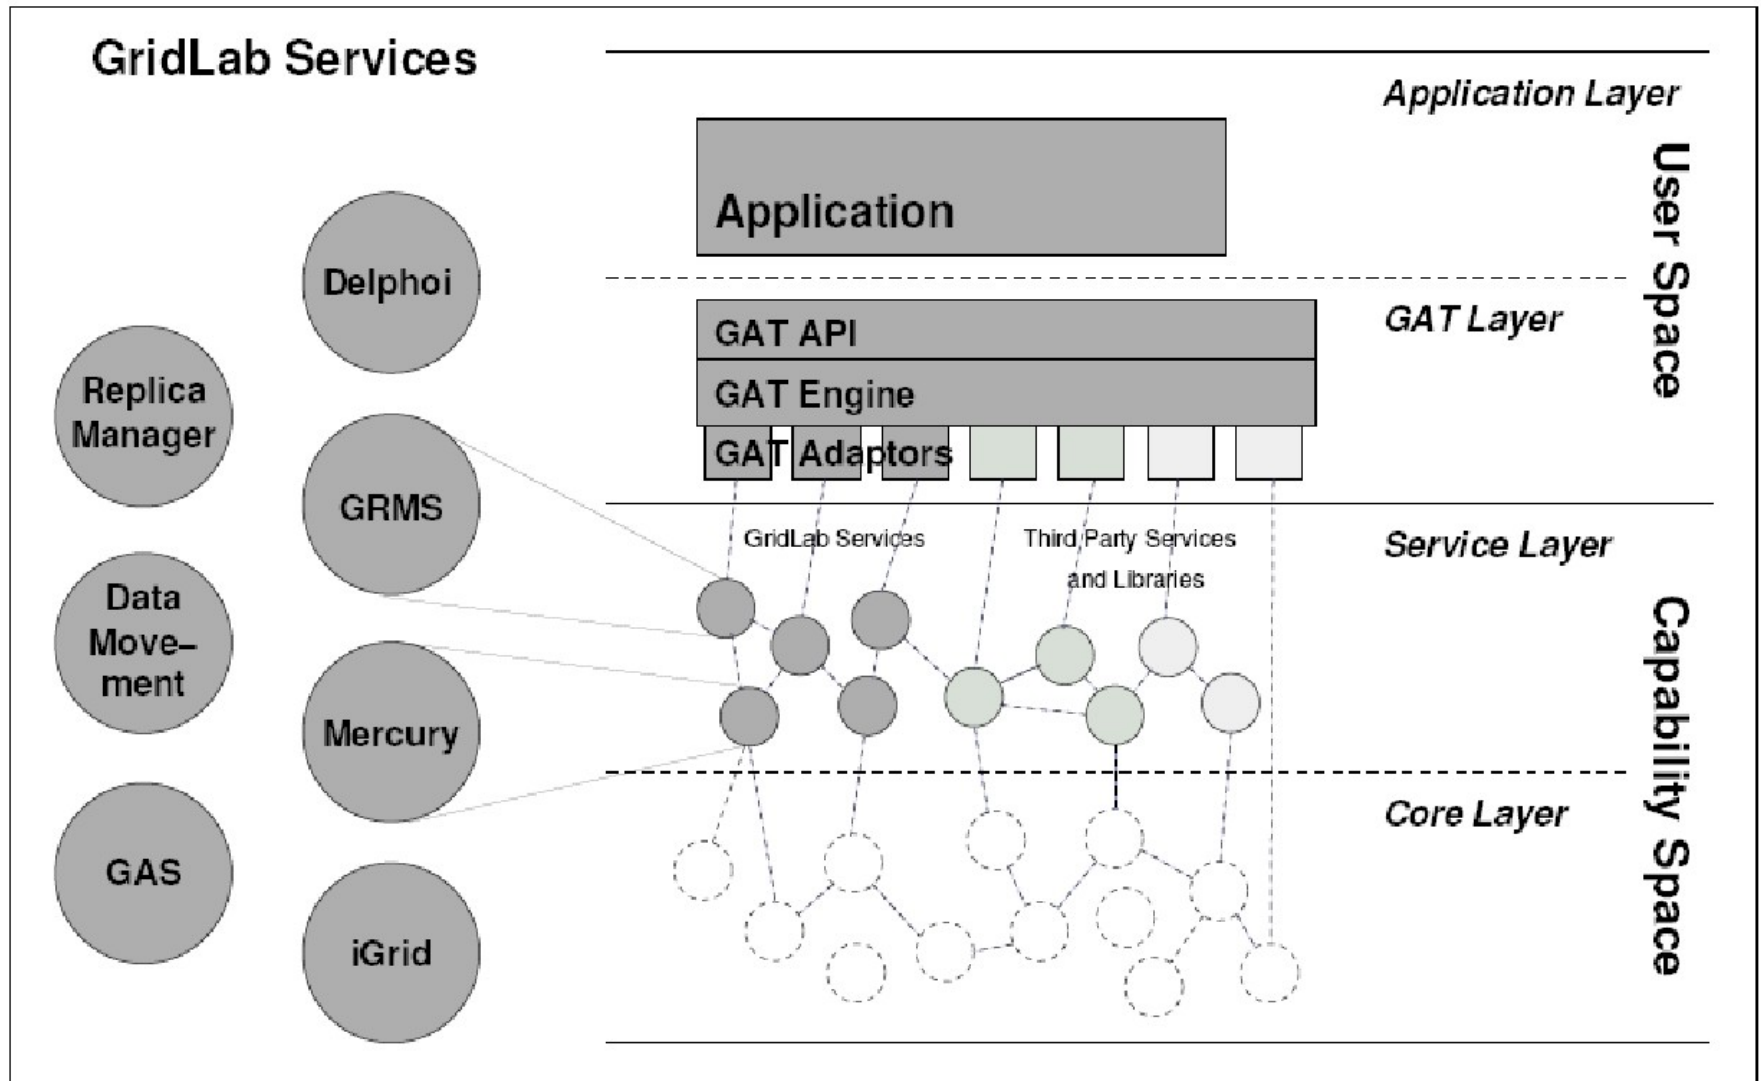 GridLab Services
Delphoi
Replica
Manager
GRMS
Data
Move–
ment
Mercury
GAS
iGrid
Application Layer
Application
User Space
GAT Layer
GAT API
GAT Engine
GAT Adaptors
Service Layer
GridLab Services
Third Party Services
and Libraries
Capability Space
Core Layer